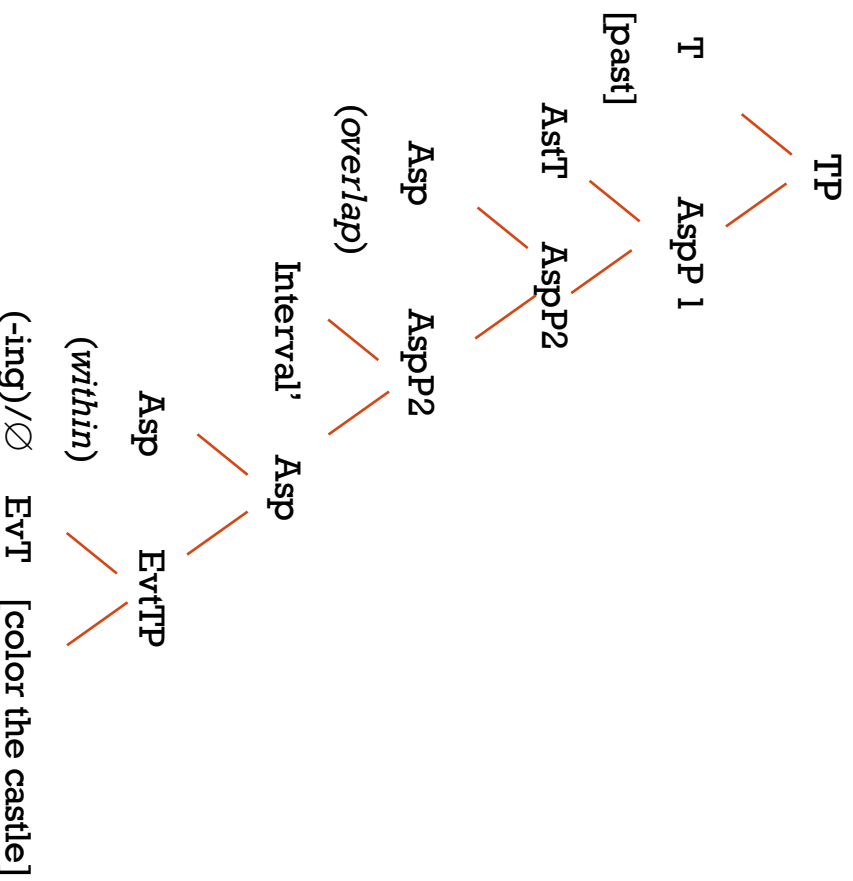 TP
T AspP 1
[past]
AstT AspP2
Asp AspP2
(overlap)
Interval’ Asp
Asp EvtTP
(within)
(-ing)/∅ EvT [color the castle]